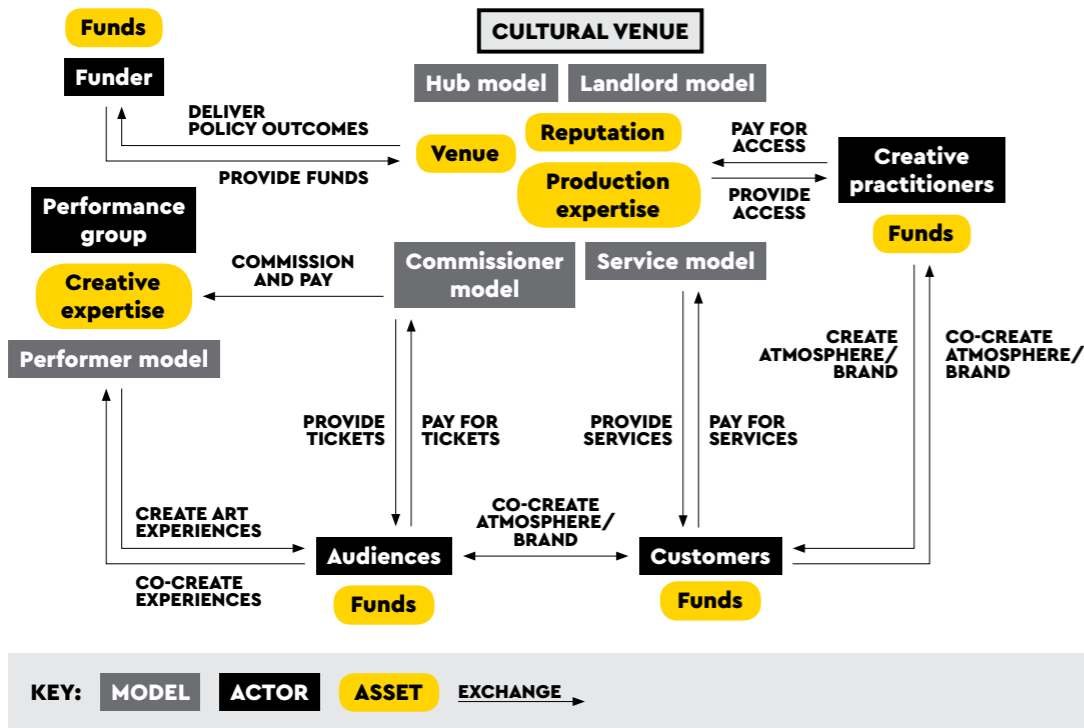 Funds
Funder
CULTURAL VENUE
Hub model
Landlord model
DELIVER
POLICY OUTCOMES
PROVIDE FUNDS
Venue
Reputation
Production
expertise
PAY FOR
ACCESS
PROVIDE
ACCESS
Creative
practitioners
Funds
Performance
group
Creative
expertise
Performer model
COMMISSION
AND PAY
Commissioner
model
Service model
PROVIDE
TICKETS
PAY FOR
TICKETS
PROVIDE
SERVICES
PAY FOR
SERVICES
CREATE
ATMOSPHERE/
BRAND
CO-CREATE
ATMOSPHERE/
BRAND
CREATE ART
EXPERIENCES
CO-CREATE
EXPERIENCES
Audiences
Funds
CO-CREATE
ATMOSPHERE/
BRAND
Customers
Funds
KEY: MODEL ACTOR ASSET EXCHANGE